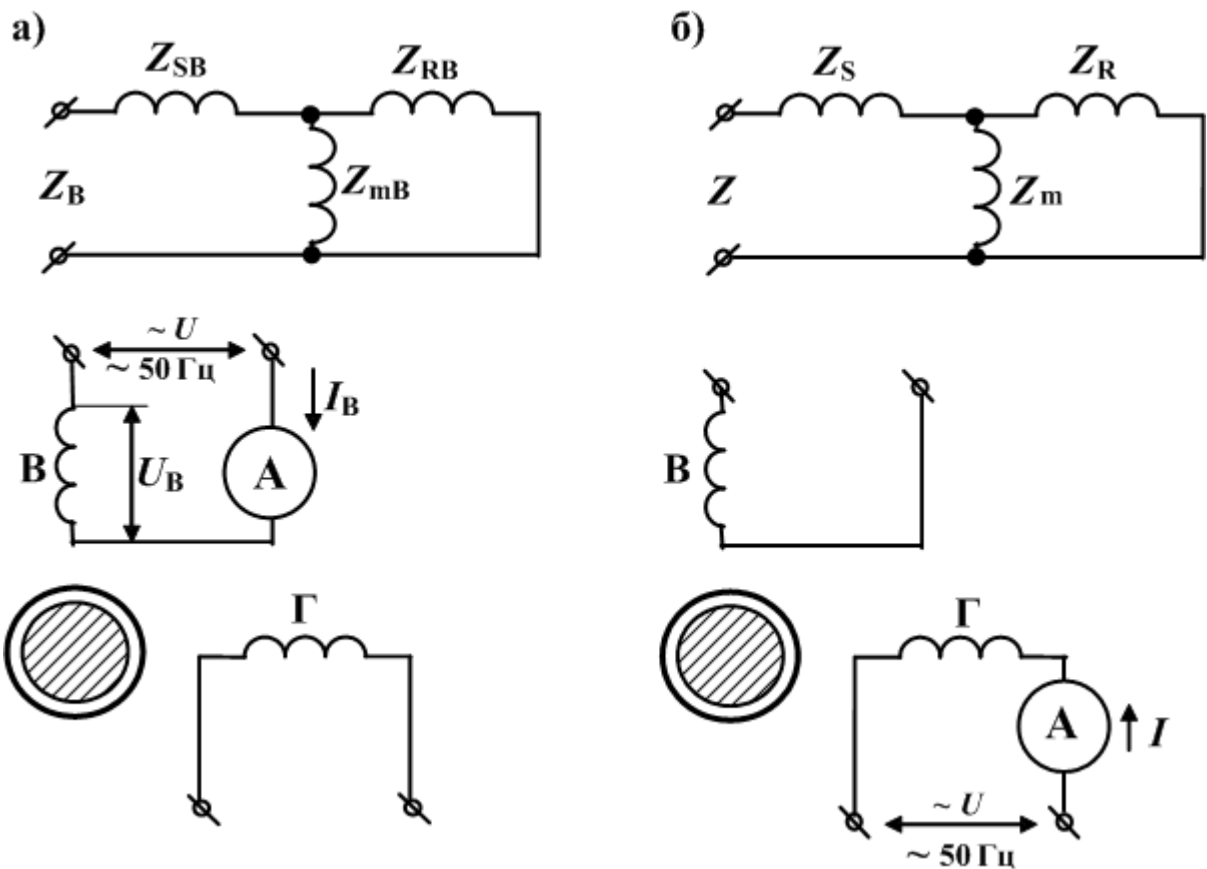 а)
б)
Z_SB
Z_RB
Z_B
Z_mB
Z_S
Z_R
Z
Z_m
~ U
~ 50 Гц
I_B
B
U_B
A
B
Г
Г
A
I
~ U
~ 50 Гц